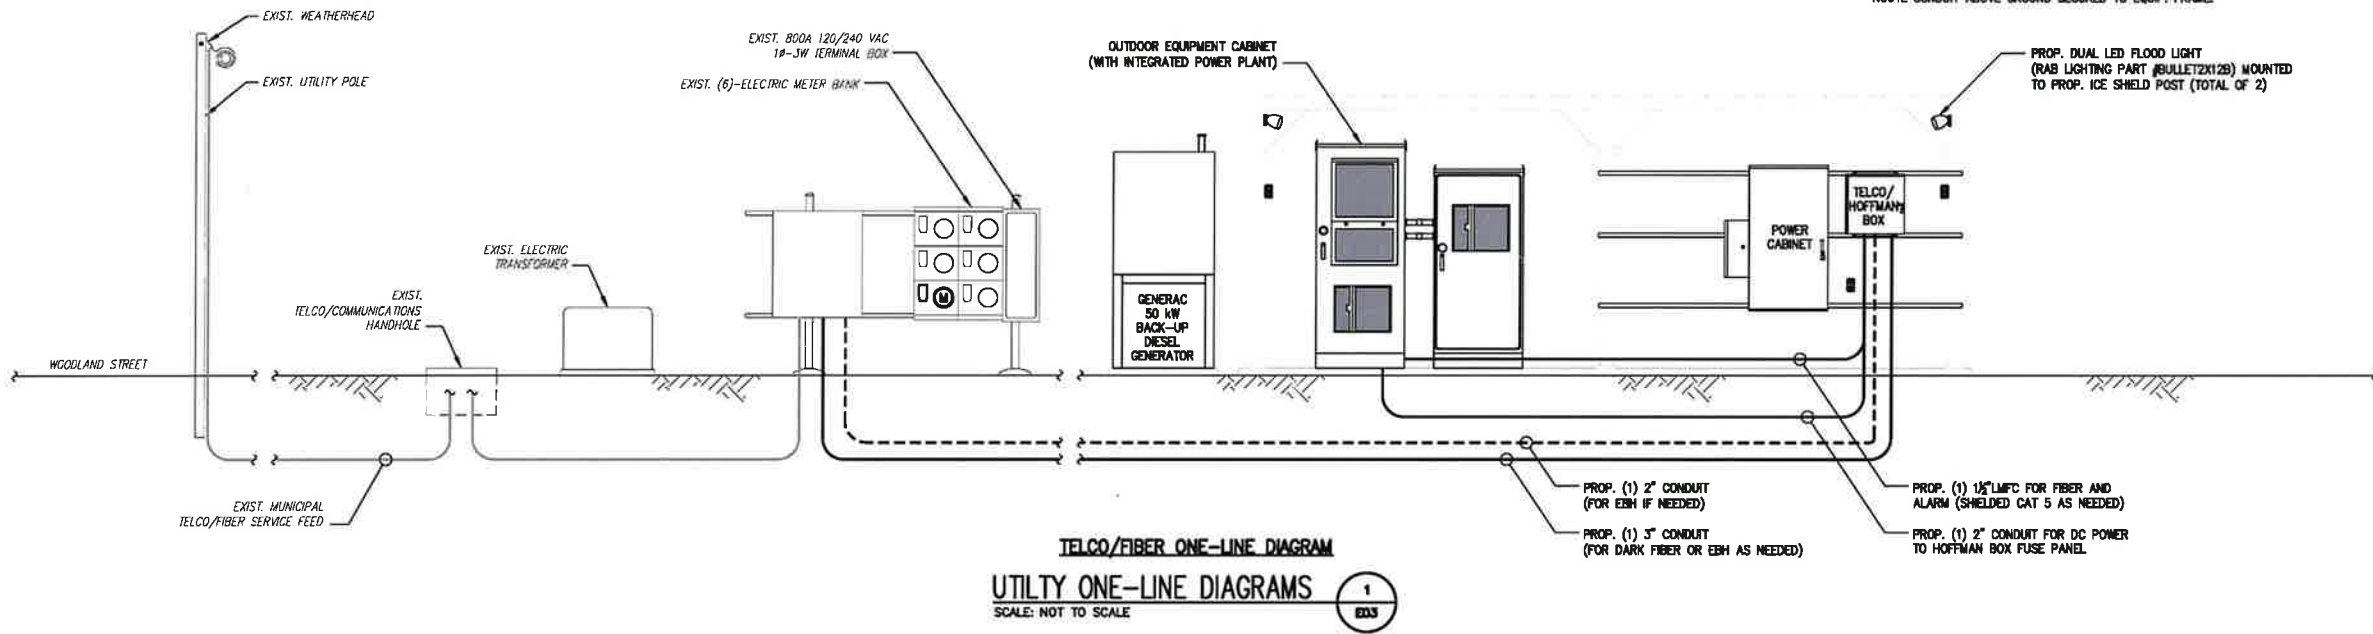 EXIST. WEATHERHEAD
EXIST. UTILITY POLE
EXIST. 800A 120/240 VAC
1ø-3W TERMINAL BOX
EXIST. (6)-ELECTRIC METER BANK
OUTDOOR EQUIPMENT CABINET
(WITH INTEGRATED POWER PLANT)
PROP. DUAL LED FLOOD LIGHT
(RAB LIGHTING PART #BULLET2X12B) MOUNTED
TO PROP. ICE SHIELD POST (TOTAL OF 2)
EXIST. ELECTRIC
TRANSFORMER
EXIST.
TELCO/COMMUNICATIONS
HANDHOLE
WOODLAND STREET
M
GENERAC
50 kW
BACK-UP
DIESEL
GENERATOR
POWER
CABINET
TELCO/
HOFFMAN
BOX
EXIST. MUNICIPAL
TELCO/FIBER SERVICE FEED
PROP. (1) 2" CONDUIT
(FOR EBH IF NEEDED)
PROP. (1) 3" CONDUIT
(FOR DARK FIBER OR EBH AS NEEDED)
PROP. (1) 1½" LMFC FOR FIBER AND
ALARM (SHIELDED CAT 5 AS NEEDED)
PROP. (1) 2" CONDUIT FOR DC POWER
TO HOFFMAN BOX FUSE PANEL
TELCO/FIBER ONE-LINE DIAGRAM
UTILTY ONE-LINE DIAGRAMS
SCALE: NOT TO SCALE
1
E03